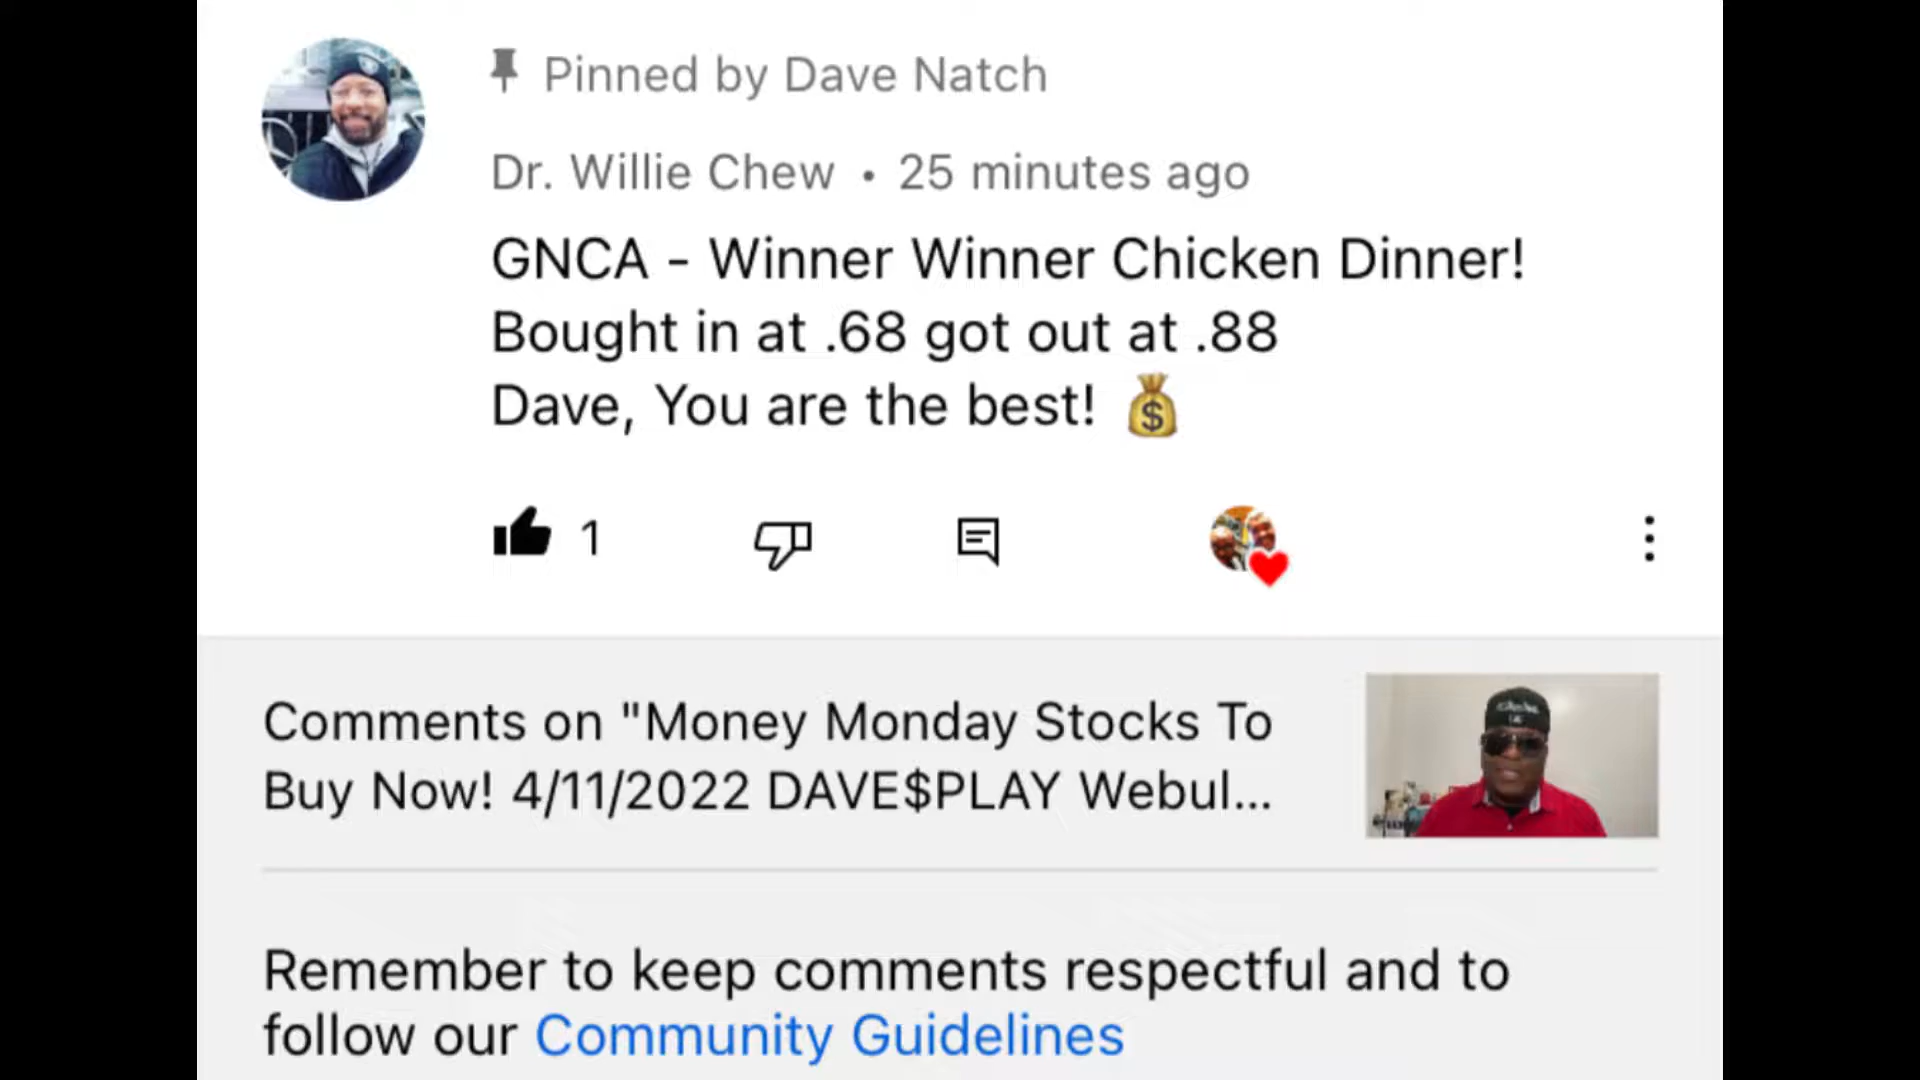 Pinned by Dave Natch
Dr. Willie Chew • 25 minutes ago
GNCA - Winner Winner Chicken Dinner!
Bought in at .68 got out at .88
Dave, You are the best! 💰
1
Comments on "Money Monday Stocks To
Buy Now! 4/11/2022 DAVE$PLAY Webul...
Remember to keep comments respectful and to
follow our Community Guidelines